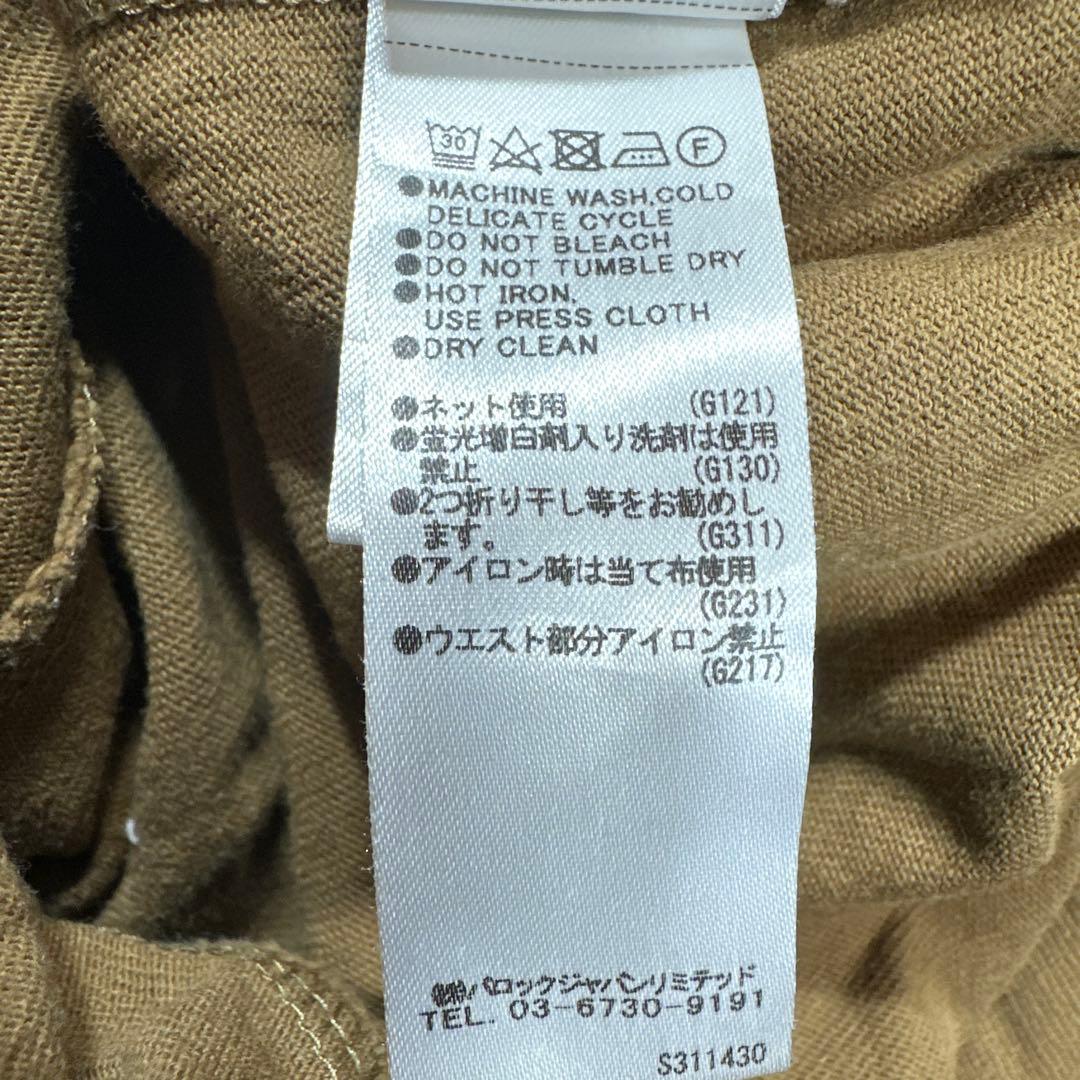 30 F
●MACHINE WASH.COLD
DELICATE CYCLE
●DO NOT BLEACH
●DO NOT TUMBLE DRY
●HOT IRON.
USE PRESS CLOTH
●DRY CLEAN
●ネット使用 (G121)
●蛍光増白剤入り洗剤は使用
禁止 (G130)
●2つ折り干し等をお勧めし
ます。 (G311)
●アイロン時は当て布使用
(G231)
●ウエスト部分アイロン禁止
(G217)
㈱バロックジャパンリミテッド
TEL. 03-6730-9191
S311430